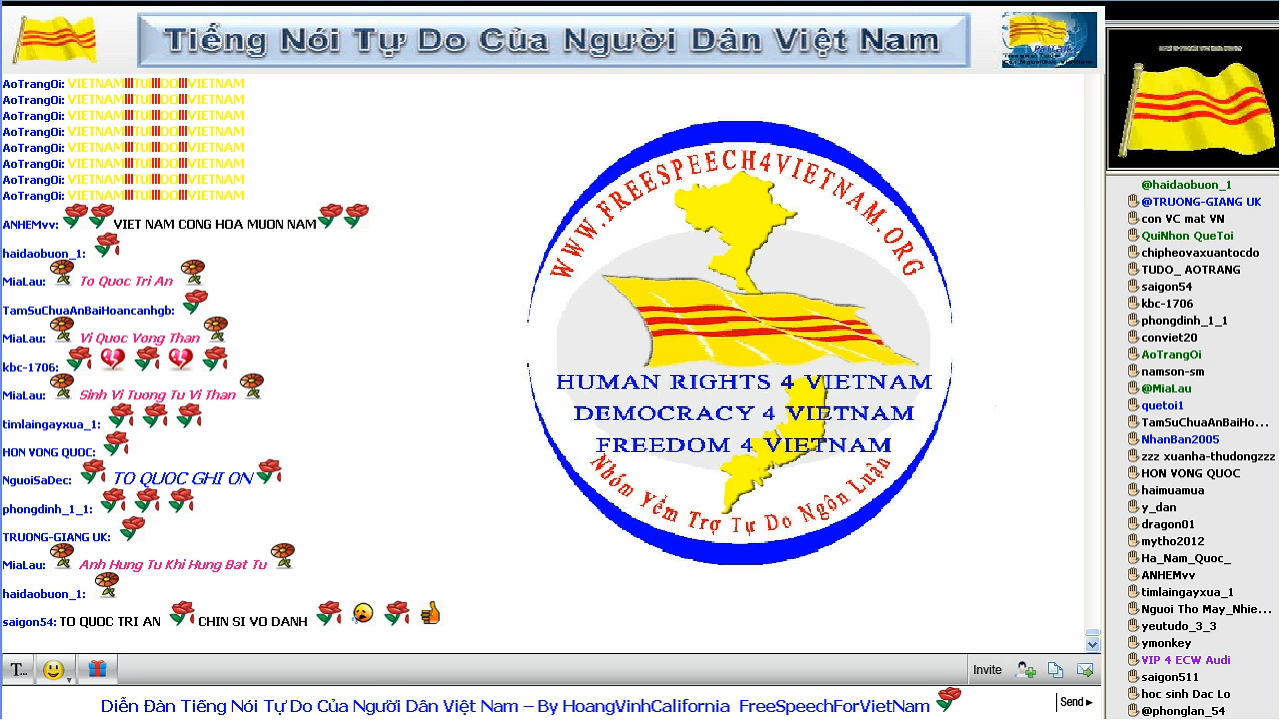 Tiếng Nói Tự Do Của Người Dân Việt Nam
AoTrangOi: VIETNAM|||TU|||DO|||VIETNAM
AoTrangOi: VIETNAM|||TU|||DO|||VIETNAM
AoTrangOi: VIETNAM|||TU|||DO|||VIETNAM
AoTrangOi: VIETNAM|||TU|||DO|||VIETNAM
AoTrangOi: VIETNAM|||TU|||DO|||VIETNAM
AoTrangOi: VIETNAM|||TU|||DO|||VIETNAM
AoTrangOi: VIETNAM|||TU|||DO|||VIETNAM
AoTrangOi: VIETNAM|||TU|||DO|||VIETNAM
ANHEMvv: VIET NAM CONG HOA MUON NAM
haidaobuon_1:
MiaLau: To Quoc Tri An
TamSuChuaAnBaiHoancanhgb:
MiaLau: Vi Quoc Vong Than
kbc-1706:
MiaLau: Sinh Vi Tuong Tu Vi Than
timlaingayxua_1:
HON VONG QUOC:
NguoiSaDec: TO QUOC GHI ON
phongdinh_1_1:
TRUONG-GIANG UK:
MiaLau: Anh Hung Tu Khi Hung Bat Tu
haidaobuon_1:
saigon54: TO QUOC TRI AN CHIN SI VO DANH
WWW.FREESPEECH4VIETNAM.ORG
HUMAN RIGHTS 4 VIETNAM
DEMOCRACY 4 VIETNAM
FREEDOM 4 VIETNAM
Nhóm Yểm Trợ Tự Do Ngôn Luận
@haidaobuon_1
@TRUONG-GIANG UK
con VC mat VN
QuiNhon QueToi
chipheovaxuantocdo
TUDO_ AOTRANG
saigon54
kbc-1706
phongdinh_1_1
conviet20
AoTrangOi
namson-sm
@MiaLau
quetoi1
TamSuChuaAnBaiHo...
NhanBan2005
zzz xuanha-thudongzzz
HON VONG QUOC
haimuamua
y_dan
dragon01
mytho2012
Ha_Nam_Quoc_
ANHEMvv
timlaingayxua_1
Nguoi Tho May_Nhie...
yeutudo_3_3
ymonkey
VIP 4 ECW Audi
saigon511
hoc sinh Dac Lo
@phonglan_54
T...
Invite
Diễn Đàn Tiếng Nói Tự Do Của Người Dân Việt Nam – By HoangVinhCalifornia FreeSpeechForVietNam
Send